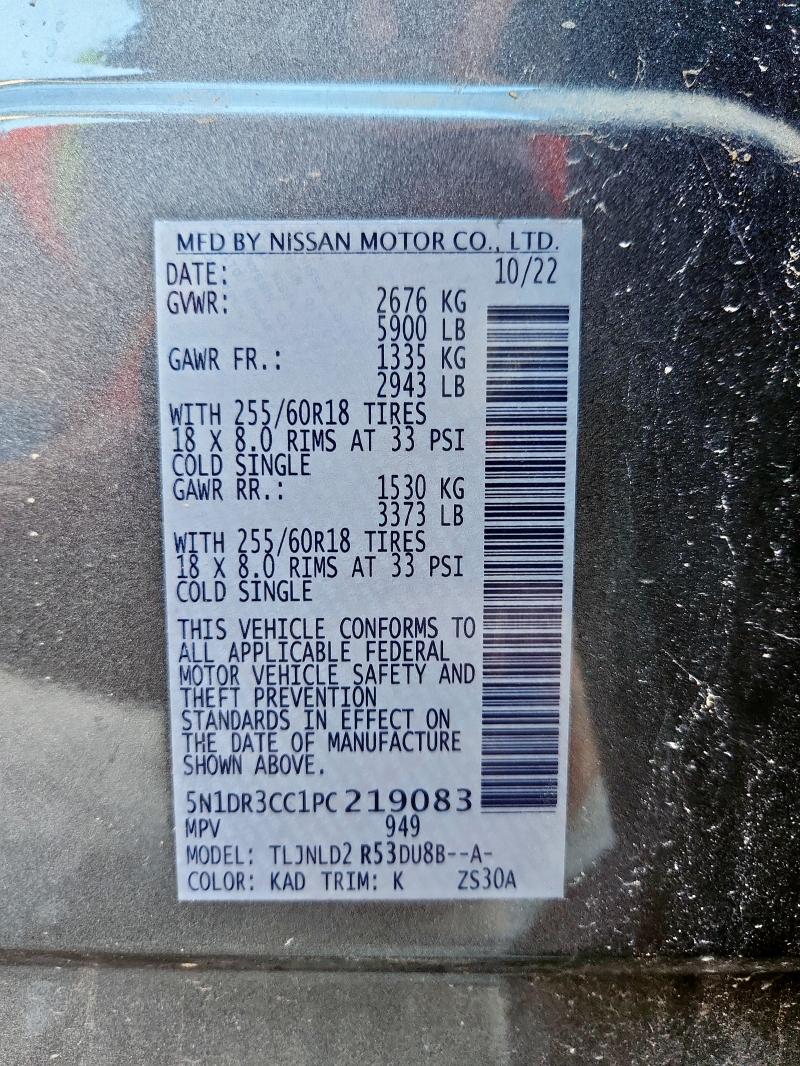 MFD BY NISSAN MOTOR CO., LTD.
DATE: 10/22
GVWR: 2676 KG
5900 LB
GAWR FR.: 1335 KG
2943 LB
WITH 255/60R18 TIRES
18 X 8.0 RIMS AT 33 PSI
COLD SINGLE
GAWR RR.: 1530 KG
3373 LB
WITH 255/60R18 TIRES
18 X 8.0 RIMS AT 33 PSI
COLD SINGLE
THIS VEHICLE CONFORMS TO
ALL APPLICABLE FEDERAL
MOTOR VEHICLE SAFETY AND
THEFT PREVENTION
STANDARDS IN EFFECT ON
THE DATE OF MANUFACTURE
SHOWN ABOVE.
5N1DR3CC1PC219083
MPV 949
MODEL: TLJNLD2 R53DU8B--A-
COLOR: KAD TRIM: K ZS30A